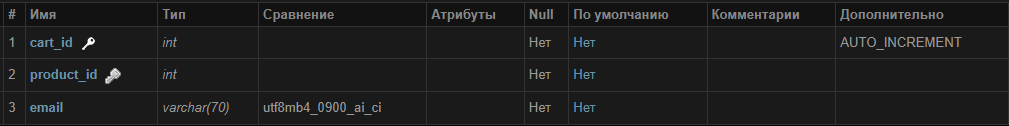 # Имя Тип Сравнение Атрибуты Null По умолчанию Комментарии Дополнительно
1 cart_id int Нет Нет AUTO_INCREMENT
2 product_id int Нет Нет
3 email varchar(70) utf8mb4_0900_ai_ci Нет Нет